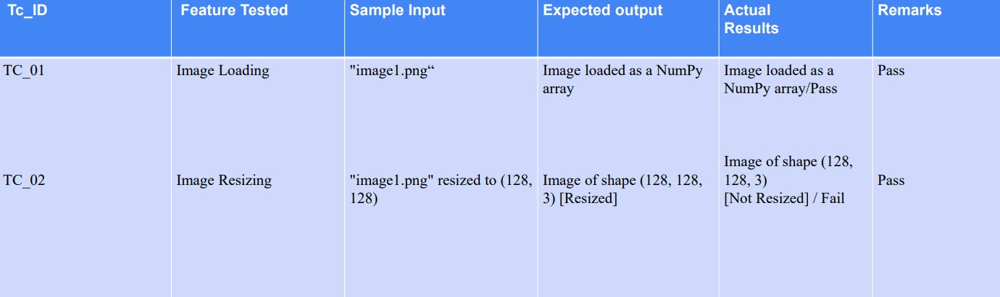 Tc_ID
Feature Tested
Sample Input
Expected output
Actual
Results
Remarks
TC_01
Image Loading
"image1.png“
Image loaded as a NumPy
array
Image loaded as a
NumPy array/Pass
Pass
TC_02
Image Resizing
"image1.png" resized to (128,
128)
Image of shape (128, 128,
3) [Resized]
Image of shape (128,
128, 3)
[Not Resized] / Fail
Pass